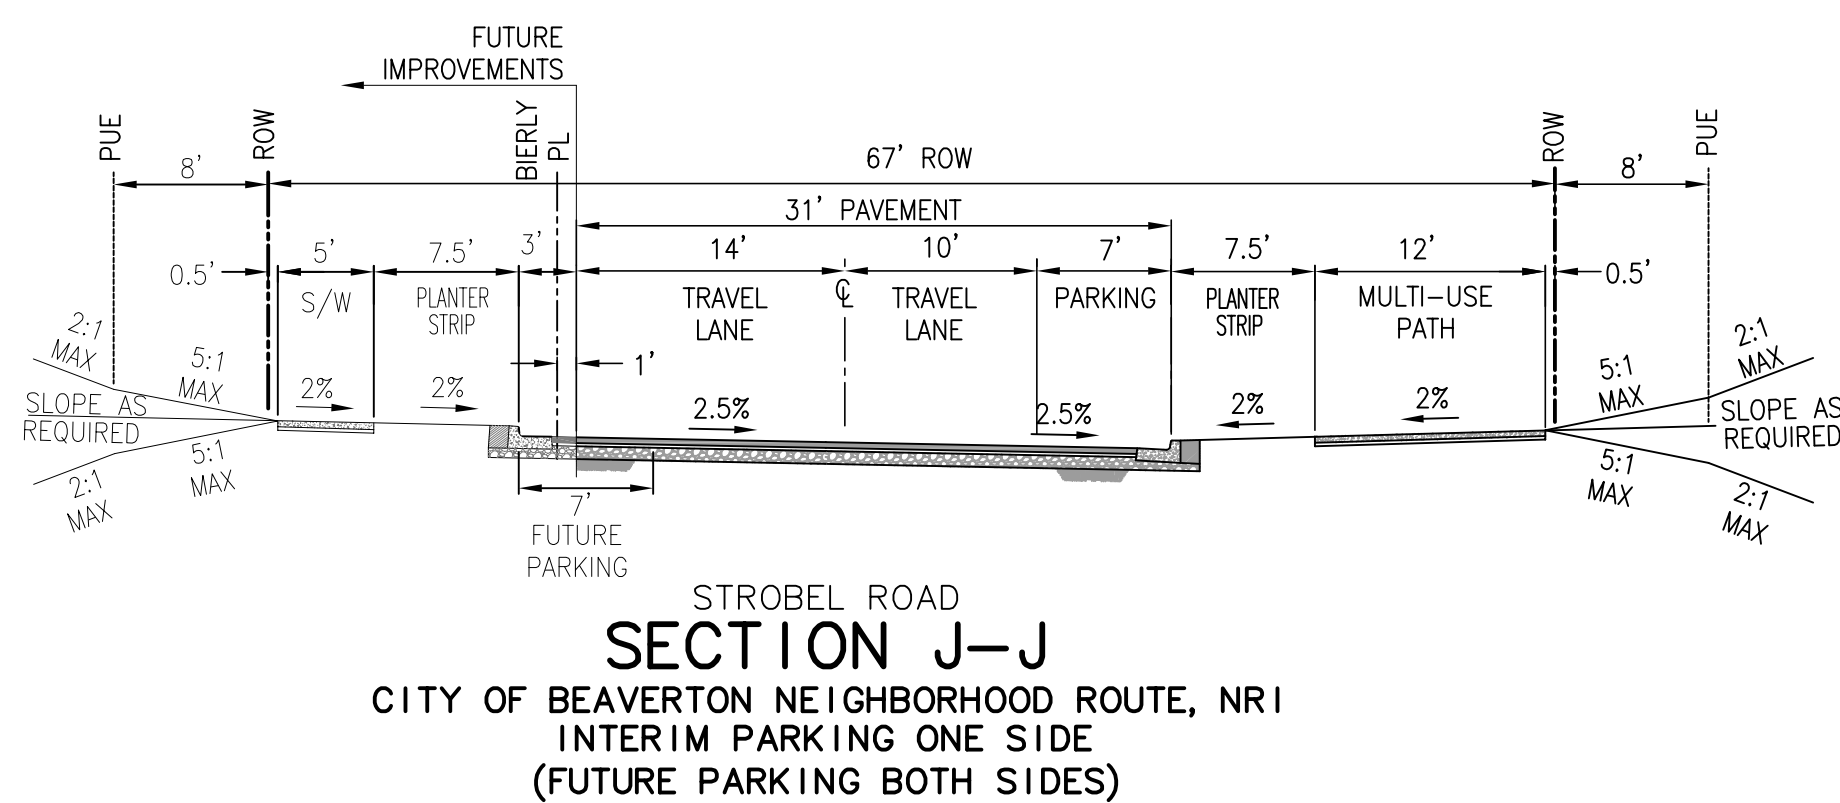 FUTURE
IMPROVEMENTS
PUE
ROW
BIERLY
PL
ROW
PUE
8'
67' ROW
8'
31' PAVEMENT
0.5'
5'
7.5'
3'
14'
10'
7'
7.5'
12'
0.5'
S/W
PLANTER
STRIP
TRAVEL
LANE
CL
TRAVEL
LANE
PARKING
PLANTER
STRIP
MULTI-USE
PATH
1'
2:1
MAX
5:1
MAX
SLOPE AS
REQUIRED
5:1
MAX
2:1
MAX
2%
2%
2.5%
2.5%
2%
2%
5:1
MAX
2:1
MAX
SLOPE AS
REQUIRED
5:1
MAX
2:1
MAX
7'
FUTURE
PARKING
STROBEL ROAD
SECTION J-J
CITY OF BEAVERTON NEIGHBORHOOD ROUTE, NRI
INTERIM PARKING ONE SIDE
(FUTURE PARKING BOTH SIDES)